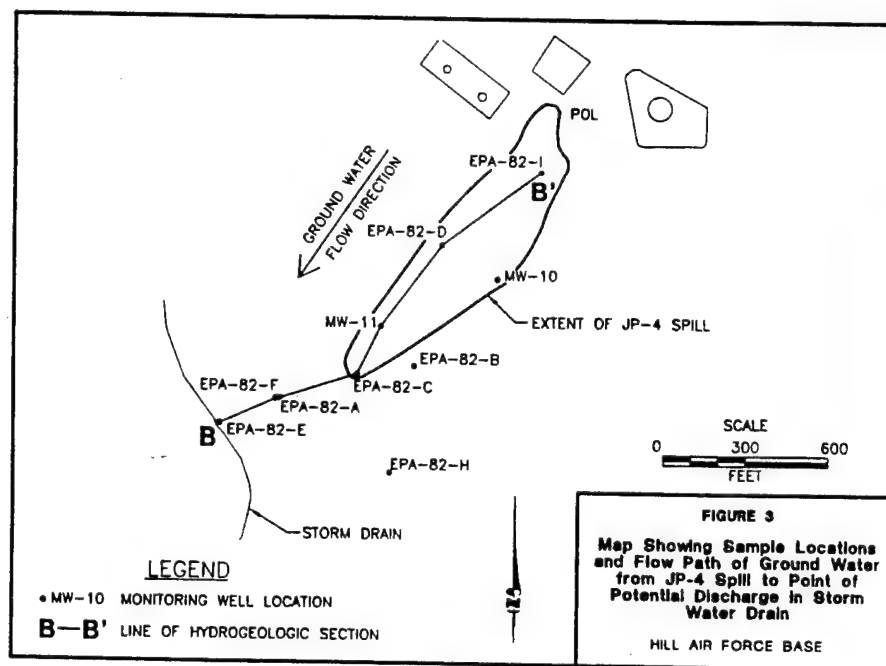 POL
EPA-82-I
B'
GROUND WATER
FLOW DIRECTION
EPA-82-D
MW-10
MW-11
EXTENT OF JP-4 SPILL
EPA-82-B
EPA-82-F
EPA-82-C
EPA-82-A
B
EPA-82-E
SCALE
0 300 600
FEET
EPA-82-H
STORM DRAIN
LEGEND
• MW-10 MONITORING WELL LOCATION
B—B' LINE OF HYDROGEOLOGIC SECTION
FIGURE 3
Map Showing Sample Locations
and Flow Path of Ground Water
from JP-4 Spill to Point of
Potential Discharge in Storm
Water Drain
HILL AIR FORCE BASE